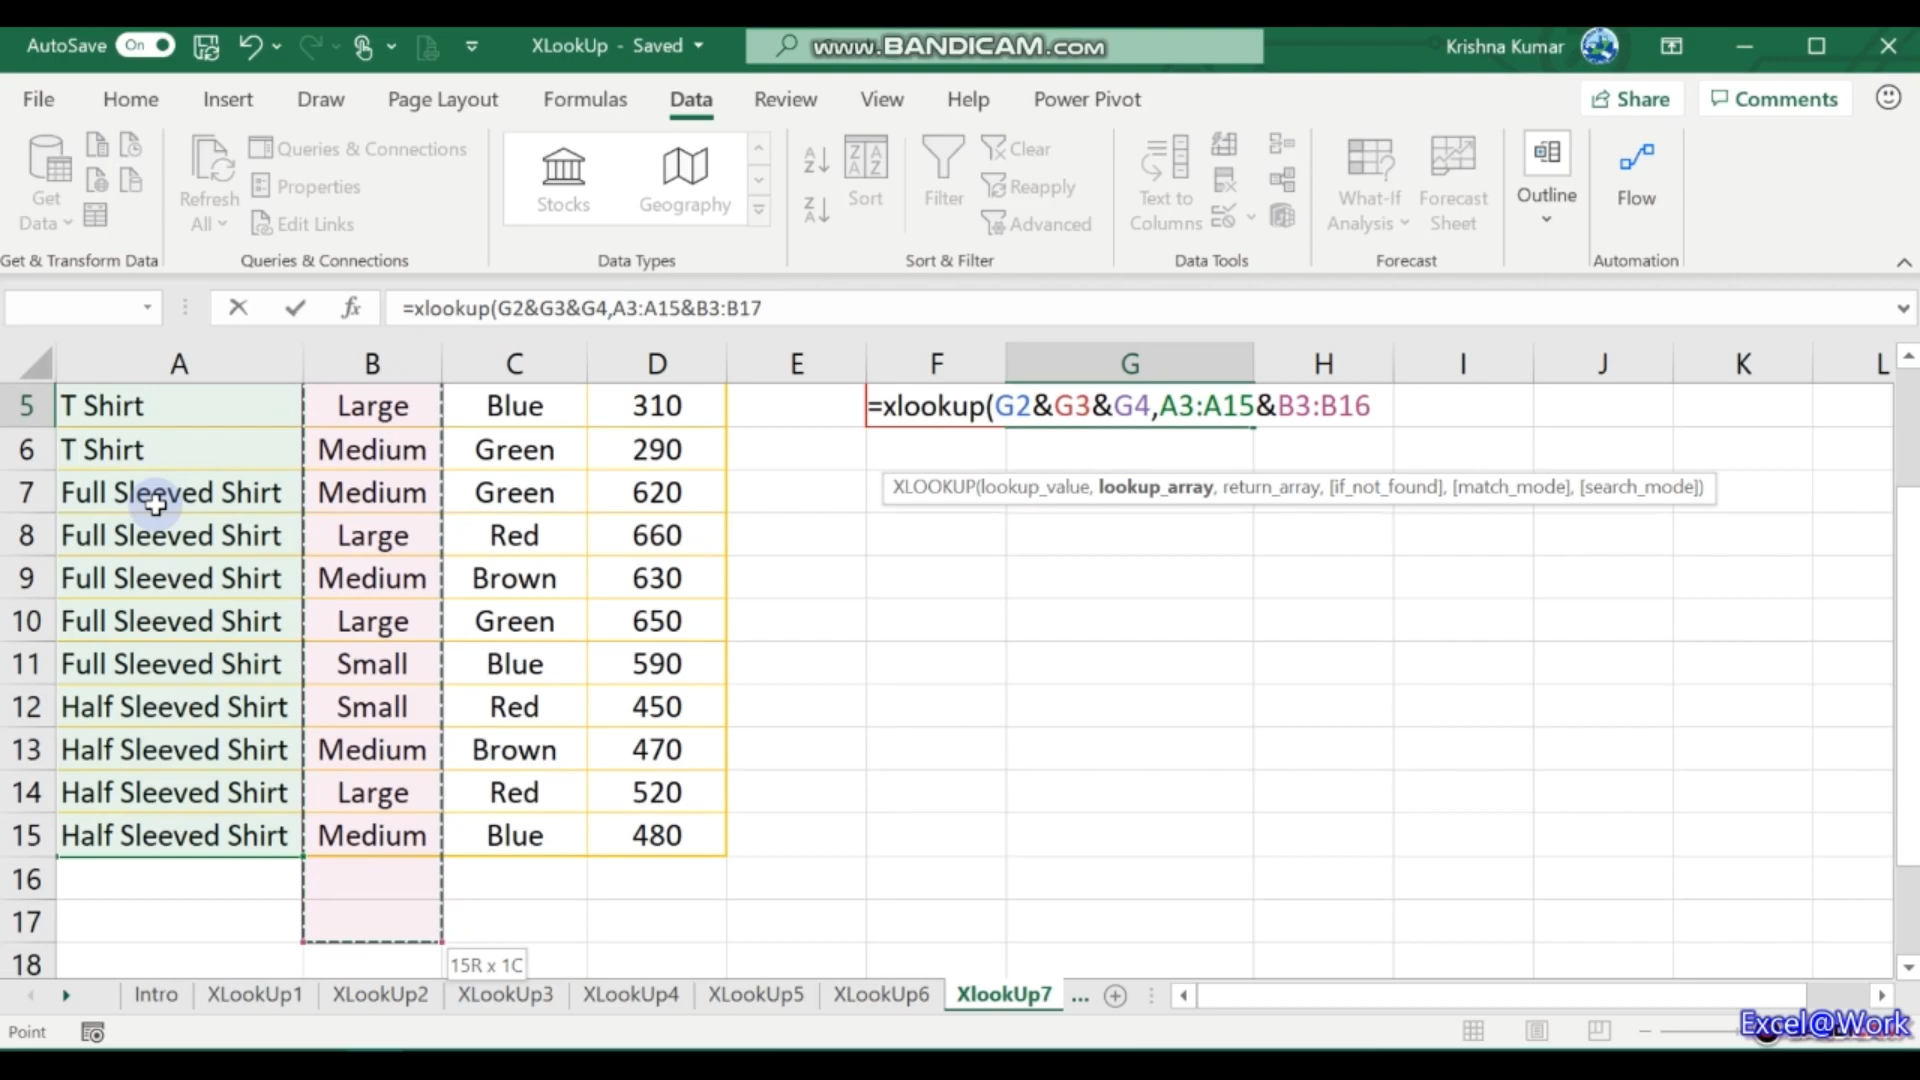 AutoSave On XLookUp - Saved www.BANDICAM.com Krishna Kumar
File Home Insert Draw Page Layout Formulas Data Review View Help Power Pivot Share Comments
Get Data
Refresh All
Queries & Connections
Properties
Edit Links
Stocks
Geography
Sort
Filter
Clear
Reapply
Advanced
Text to Columns
What-If Analysis
Forecast Sheet
Outline
Flow
Get & Transform Data Queries & Connections Data Types Sort & Filter Data Tools Forecast Automation
fx =xlookup(G2&G3&G4,A3:A15&B3:B17
A B C D E F G H I J K L
5 T Shirt Large Blue 310 =xlookup(G2&G3&G4,A3:A15&B3:B16
6 T Shirt Medium Green 290
7 Full Sleeved Shirt Medium Green 620 XLOOKUP(lookup_value, lookup_array, return_array, [if_not_found], [match_mode], [search_mode])
8 Full Sleeved Shirt Large Red 660
9 Full Sleeved Shirt Medium Brown 630
10 Full Sleeved Shirt Large Green 650
11 Full Sleeved Shirt Small Blue 590
12 Half Sleeved Shirt Small Red 450
13 Half Sleeved Shirt Medium Brown 470
14 Half Sleeved Shirt Large Red 520
15 Half Sleeved Shirt Medium Blue 480
16
17
18 15R x 1C
Intro XLookUp1 XLookUp2 XLookUp3 XLookUp4 XLookUp5 XLookUp6 XlookUp7 ...
Point Excel@Work